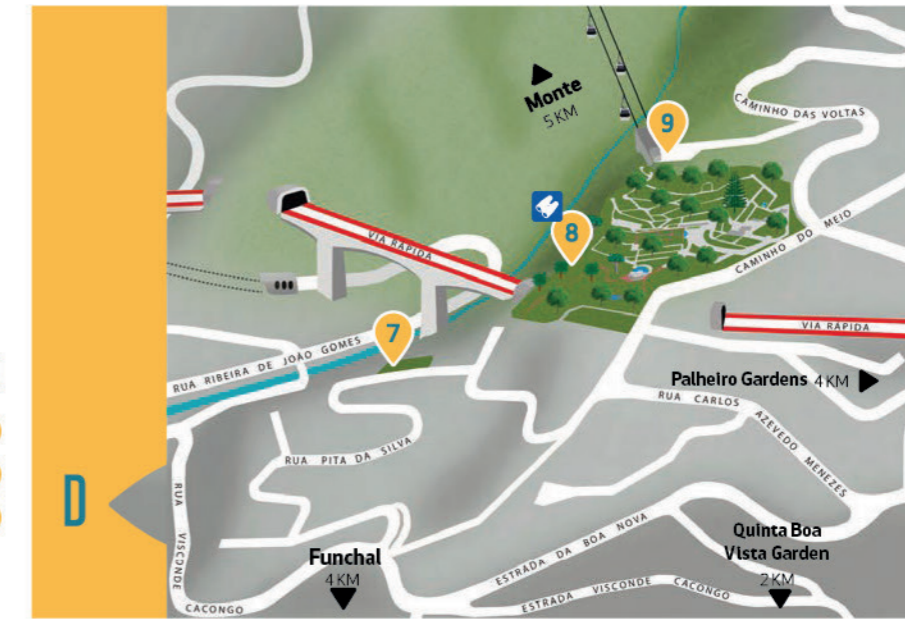 Monte
5 KM
9
CAMINHO DAS VOLTAS
8
VIA RAPIDA
CAMINHO DO MEIO
7
VIA RAPIDA
RUA RIBEIRA DE JOÃO GOMES
Palheiro Gardens 4 KM
RUA CARLOS AZEVEDO MENEZES
RUA PITA DA SILVA
D
RUA VISCONDE CACONGO
Funchal
4 KM
ESTRADA DA BOA NOVA
Quinta Boa
Vista Garden
2 KM
ESTRADA VISCONDE CACONGO